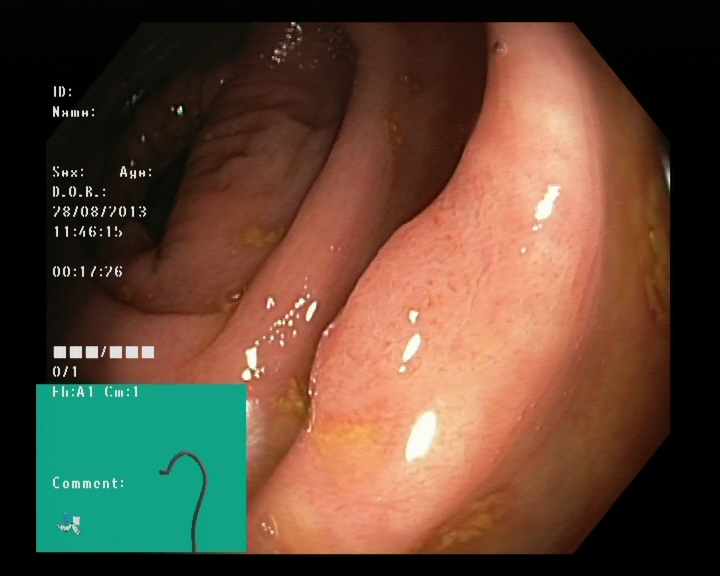 ID:
Name:
Sex: Age:
D.O.B.:
28/08/2013
11:46:15
00:17:26
■■■/■■■
0/1
Eh:A1 Cm:1
Comment: